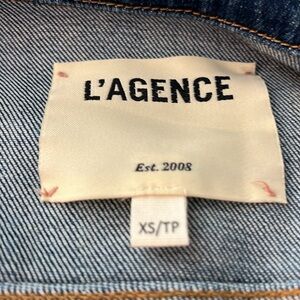 L'AGENCE
Est. 2008
XS/TP